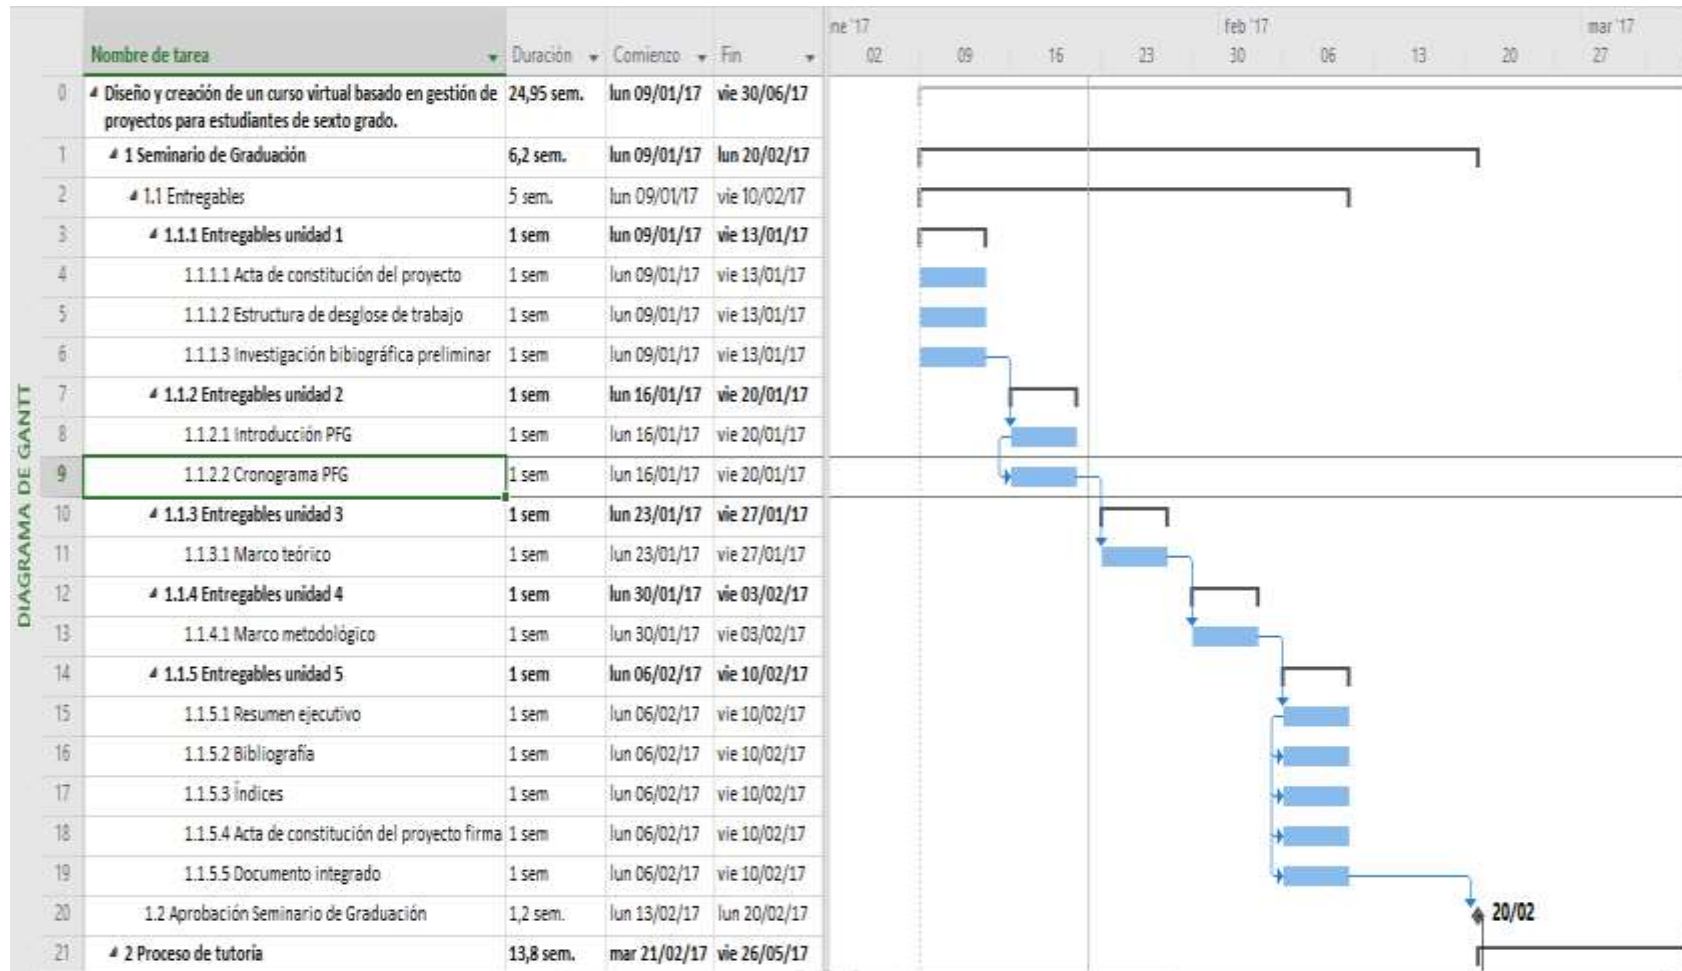 ne '17 feb '17 mar '17
Nombre de tarea Duración Comienzo Fin 02 09 16 23 30 06 13 20 27
0 Diseño y creación de un curso virtual basado en gestión de 24,95 sem. lun 09/01/17 vie 30/06/17
proyectos para estudiantes de sexto grado.
1 1 Seminario de Graduación 6,2 sem. lun 09/01/17 lun 20/02/17
2 1.1 Entregables 5 sem. lun 09/01/17 vie 10/02/17
3 1.1.1 Entregables unidad 1 1 sem lun 09/01/17 vie 13/01/17
4 1.1.1.1 Acta de constitución del proyecto 1 sem lun 09/01/17 vie 13/01/17
5 1.1.1.2 Estructura de desglose de trabajo 1 sem lun 09/01/17 vie 13/01/17
6 1.1.1.3 Investigación bibiográfica preliminar 1 sem lun 09/01/17 vie 13/01/17
7 1.1.2 Entregables unidad 2 1 sem lun 16/01/17 vie 20/01/17
8 1.1.2.1 Introducción PFG 1 sem lun 16/01/17 vie 20/01/17
9 1.1.2.2 Cronograma PFG 1 sem lun 16/01/17 vie 20/01/17
10 1.1.3 Entregables unidad 3 1 sem lun 23/01/17 vie 27/01/17
11 1.1.3.1 Marco teórico 1 sem lun 23/01/17 vie 27/01/17
12 1.1.4 Entregables unidad 4 1 sem lun 30/01/17 vie 03/02/17
13 1.1.4.1 Marco metodológico 1 sem lun 30/01/17 vie 03/02/17
14 1.1.5 Entregables unidad 5 1 sem lun 06/02/17 vie 10/02/17
15 1.1.5.1 Resumen ejecutivo 1 sem lun 06/02/17 vie 10/02/17
16 1.1.5.2 Bibliografía 1 sem lun 06/02/17 vie 10/02/17
17 1.1.5.3 Índices 1 sem lun 06/02/17 vie 10/02/17
18 1.1.5.4 Acta de constitución del proyecto firma 1 sem lun 06/02/17 vie 10/02/17
19 1.1.5.5 Documento integrado 1 sem lun 06/02/17 vie 10/02/17
20 1.2 Aprobación Seminario de Graduación 1,2 sem. lun 13/02/17 lun 20/02/17 20/02
21 2 Proceso de tutoría 13,8 sem. mar 21/02/17 vie 26/05/17
DIAGRAMA DE GANTT